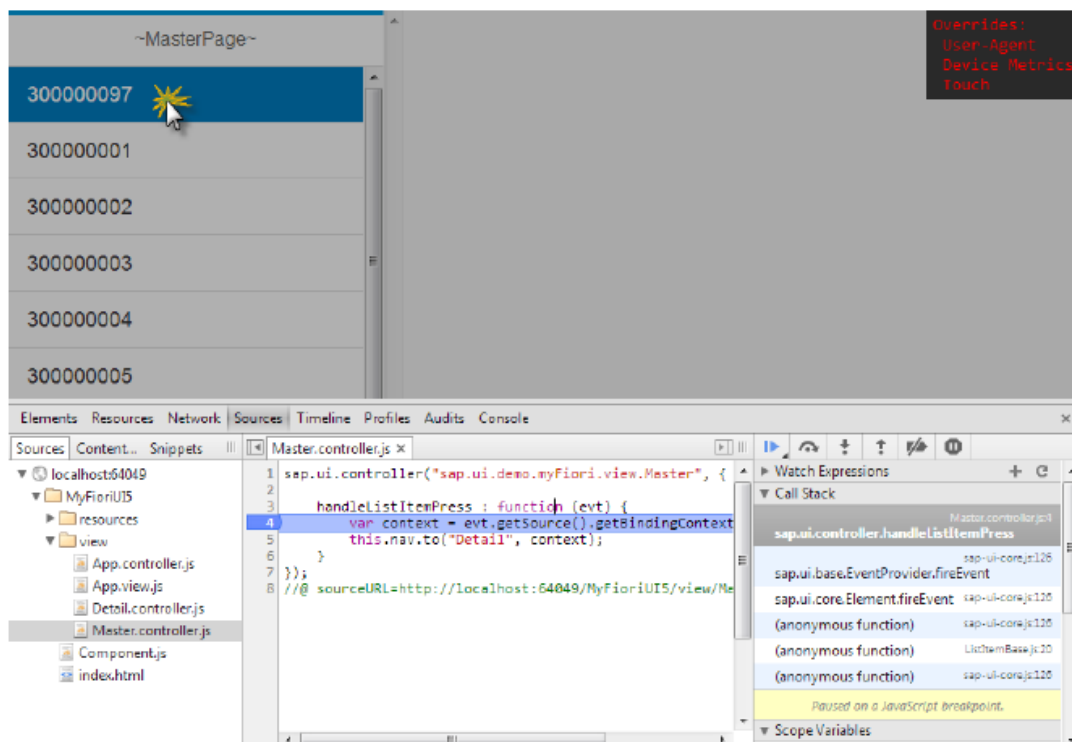 ~MasterPage~
Overrides:
User-Agent
Device Metrics
Touch
300000097
300000001
300000002
300000003
300000004
300000005
Elements Resources Network Sources Timeline Profiles Audits Console ×
Sources Content... Snippets
Master.controller.js ×
localhost:64049
MyFioriUI5
resources
view
App.controller.js
App.view.js
Detail.controller.js
Master.controller.js
Component.js
index.html
1 sap.ui.controller("sap.ui.demo.myFiori.view.Master", {
2
3 handleListItemPress : function (evt) {
4 var context = evt.getSource().getBindingContext
5 this.nav.to("Detail", context);
6 }
7 });
8 //@ sourceURL=http://localhost:64049/MyFioriUI5/view/Ma
Watch Expressions
Call Stack
Master.controller.js:4
sap.ui.controller.handleListItemPress
sap-ui-core.js:126
sap.ui.base.EventProvider.fireEvent
sap.ui.core.Element.fireEvent sap-ui-core.js:126
(anonymous function) sap-ui-core.js:126
(anonymous function) ListItemBase.js:20
(anonymous function) sap-ui-core.js:126
Paused on a JavaScript breakpoint.
Scope Variables